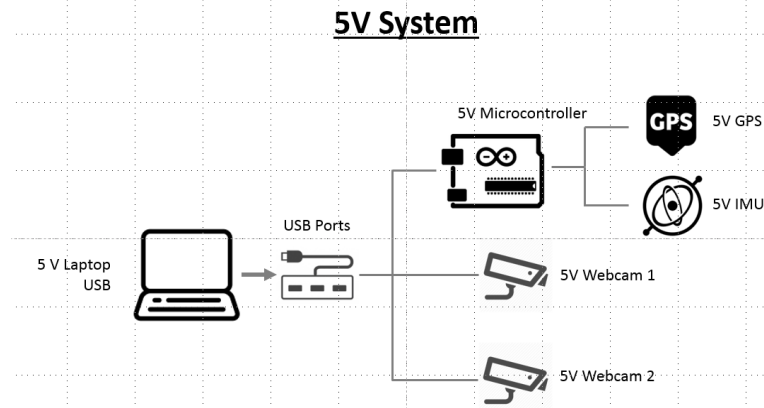 5V System
5V Microcontroller
GPS
5V GPS
5V IMU
USB Ports
5 V Laptop
USB
5V Webcam 1
5V Webcam 2